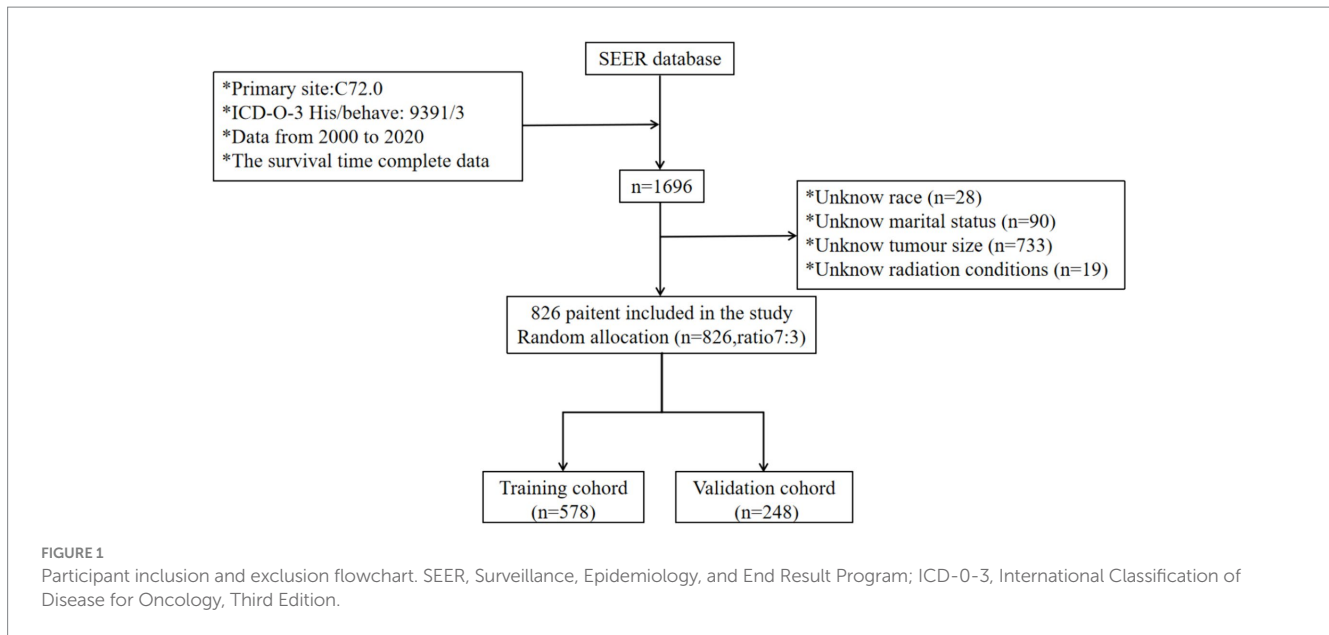 SEER database
*Primary site:C72.0
*ICD-O-3 His/behave: 9391/3
*Data from 2000 to 2020
*The survival time complete data
n=1696
*Unknow race (n=28)
*Unknow marital status (n=90)
*Unknow tumour size (n=733)
*Unknow radiation conditions (n=19)
826 paitent included in the study
Random allocation (n=826,ratio7:3)
Training cohord
(n=578)
Validation cohord
(n=248)
FIGURE 1
Participant inclusion and exclusion flowchart. SEER, Surveillance, Epidemiology, and End Result Program; ICD-0-3, International Classification of
Disease for Oncology, Third Edition.